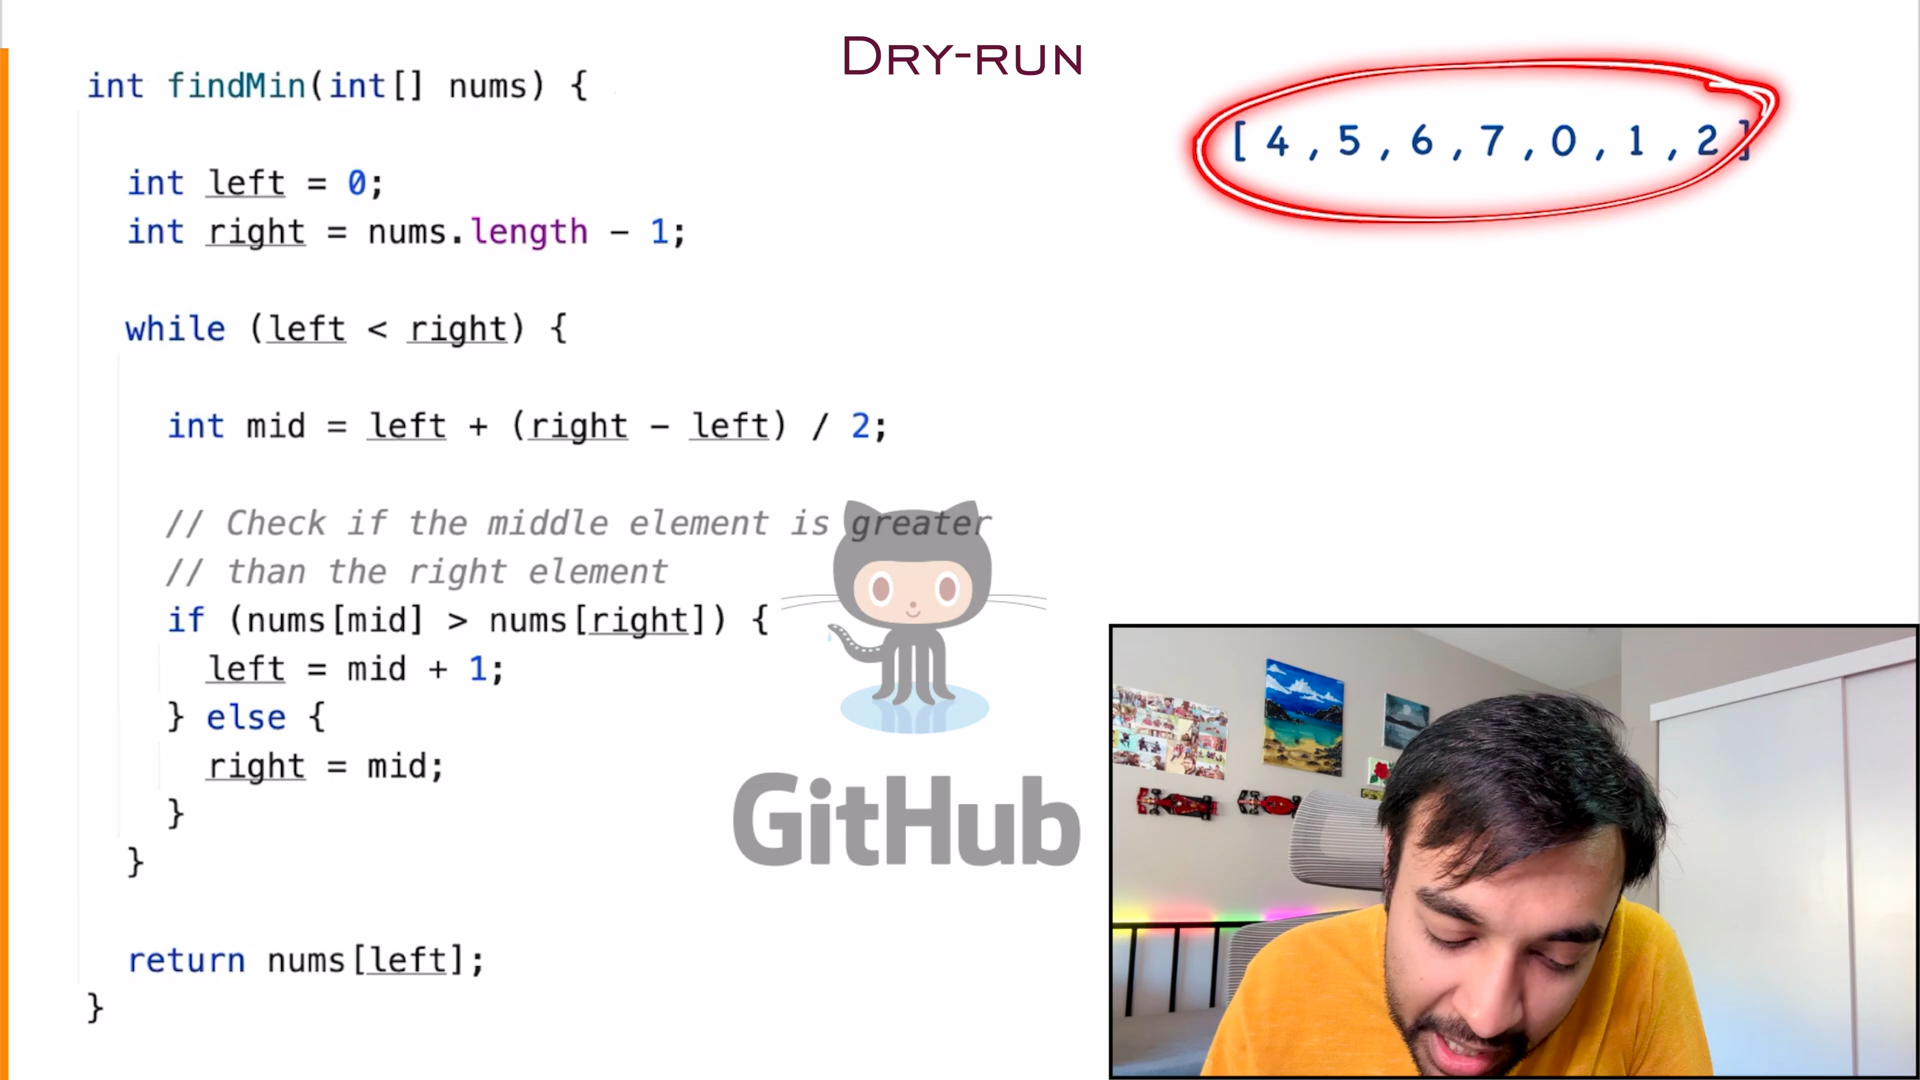 DRY-RUN
int findMin(int[] nums) {
int left = 0;
int right = nums.length - 1;
while (left < right) {
int mid = left + (right - left) / 2;
// Check if the middle element is greater
// than the right element
if (nums[mid] > nums[right]) {
left = mid + 1;
} else {
right = mid;
}
}
return nums[left];
}
[ 4 , 5 , 6 , 7 , 0 , 1 , 2 ]
GitHub